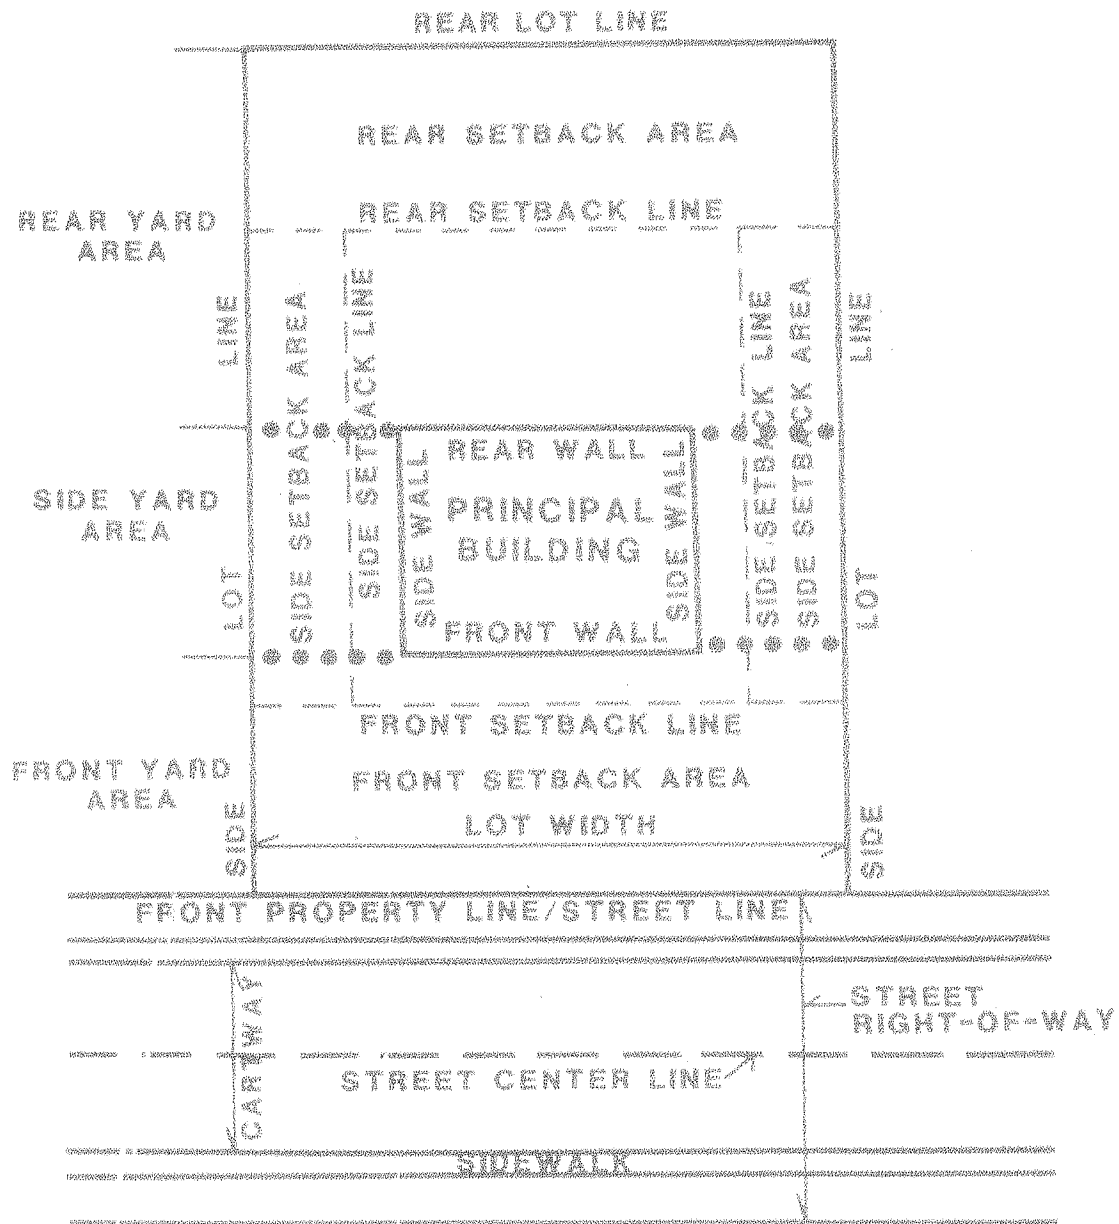 REAR LOT LINE
REAR SETBACK AREA
REAR YARD
AREA
REAR SETBACK LINE
LINE
SIDE SETBACK AREA
SIDE SETBACK LINE
SIDE SETBACK LINE
SIDE SETBACK AREA
LINE
SIDE YARD
AREA
REAR WALL
SIDE WALL
PRINCIPAL
BUILDING
SIDE WALL
FRONT WALL
LOT
LOT
FRONT SETBACK LINE
FRONT YARD
AREA
FRONT SETBACK AREA
LOT WIDTH
SIDE
SIDE
FRONT PROPERTY LINE/STREET LINE
CARTWAY
STREET
RIGHT-OF-WAY
STREET CENTER LINE
SIDEWALK